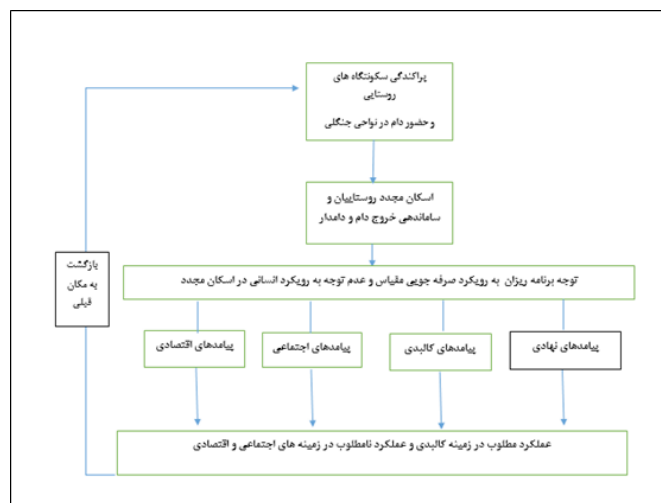 پراکندگی سکونتگاه های
روستایی
و حضور دام در نواحی جنگلی
اسکان مجدد روستاییان و
ساماندهی خروج دام و دامدار
بازگشت
به مکان
قبلی
توجه برنامه ریزان به رویکرد صرفه جویی مقیاس و عدم توجه به رویکرد انسانی در اسکان مجدد
پیامدهای نهادی
پیامدهای کالبدی
پیامدهای اجتماعی
پیامدهای اقتصادی
عملکرد مطلوب در زمینه کالبدی و عملکرد نامطلوب در زمینه های اجتماعی و اقتصادی